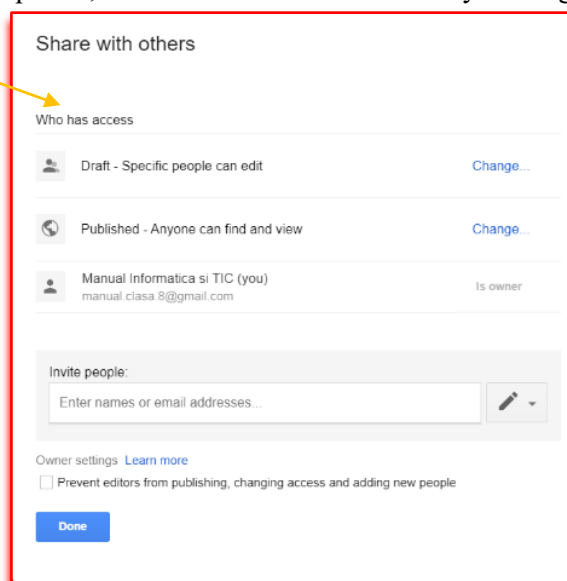 Share with others
Who has access
Draft - Specific people can edit Change...
Published - Anyone can find and view Change...
Manual Informatica si TIC (you)
manual.clasa.8@gmail.com Is owner
Invite people:
Enter names or email addresses...
Owner settings Learn more
Prevent editors from publishing, changing access and adding new people
Done